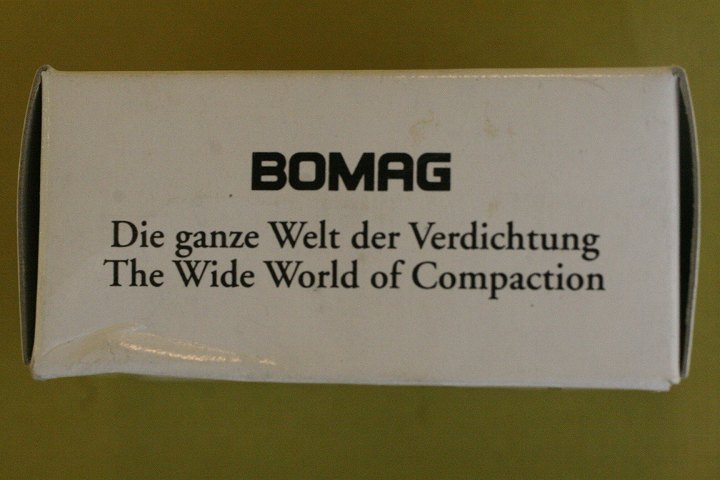 BOMAG
Die ganze Welt der Verdichtung
The Wide World of Compaction